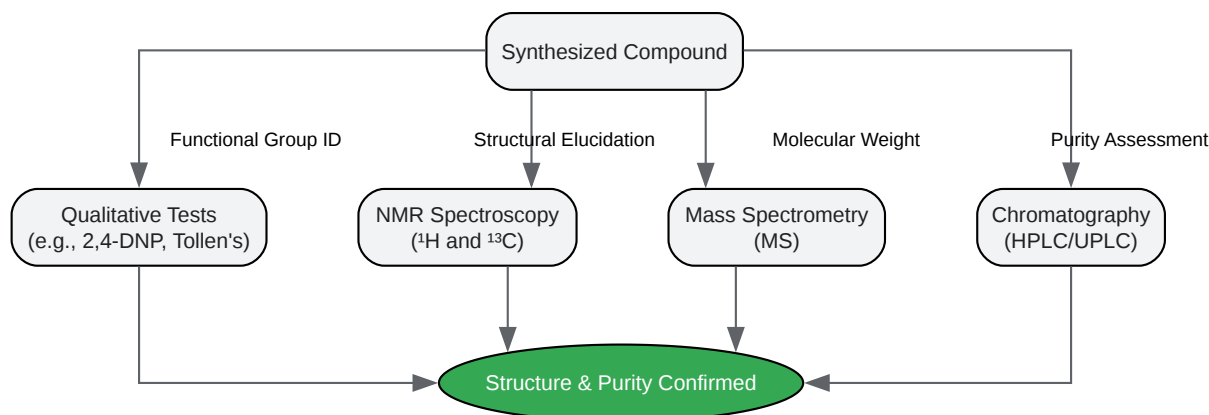 Synthesized Compound
Functional Group ID
Structural Elucidation
Molecular Weight
Purity Assessment
Qualitative Tests
(e.g., 2,4-DNP, Tollen's)
NMR Spectroscopy
(¹H and ¹³C)
Mass Spectrometry
(MS)
Chromatography
(HPLC/UPLC)
Structure & Purity Confirmed